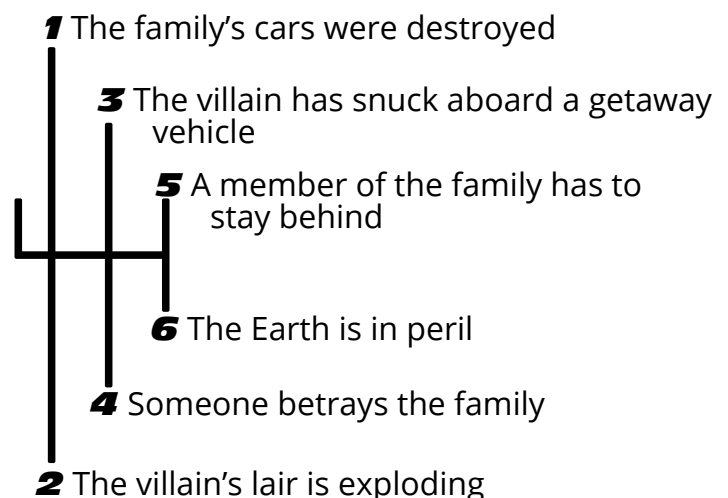 1 The family’s cars were destroyed
3 The villain has snuck aboard a getaway
vehicle
5 A member of the family has to
stay behind
6 The Earth is in peril
4 Someone betrays the family
2 The villain’s lair is exploding